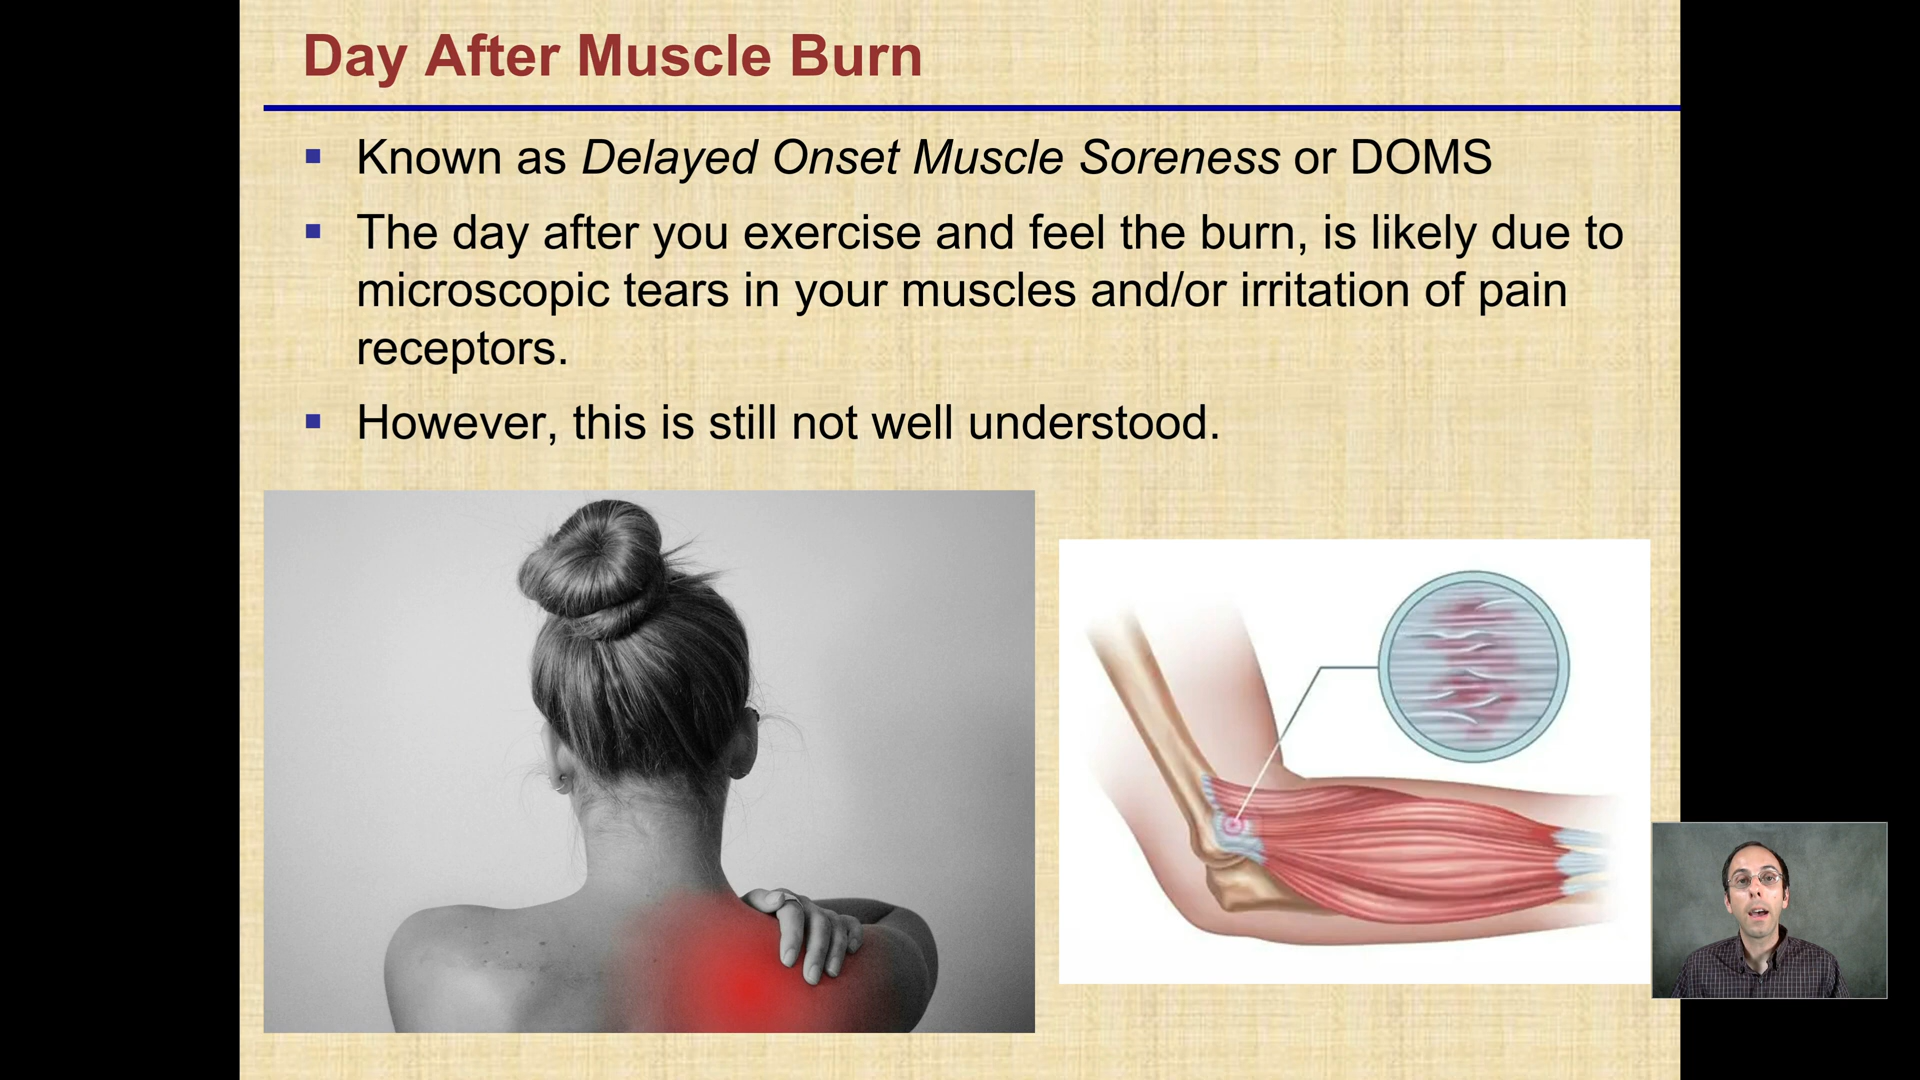 Day After Muscle Burn
Known as Delayed Onset Muscle Soreness or DOMS
The day after you exercise and feel the burn, is likely due to
microscopic tears in your muscles and/or irritation of pain
receptors.
However, this is still not well understood.